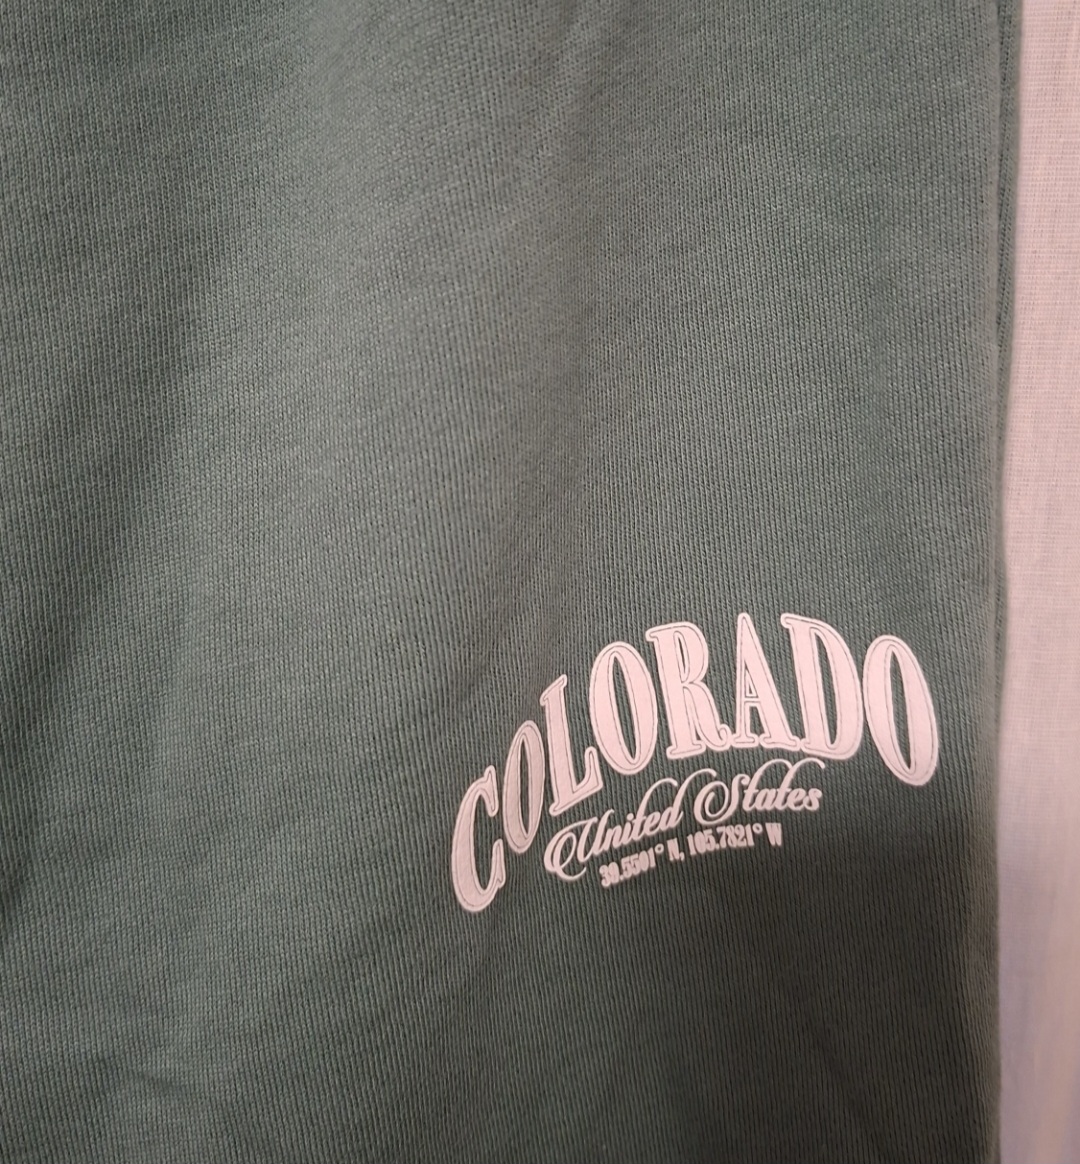 COLORADO
United States
39.5501° N, 105.7821° W